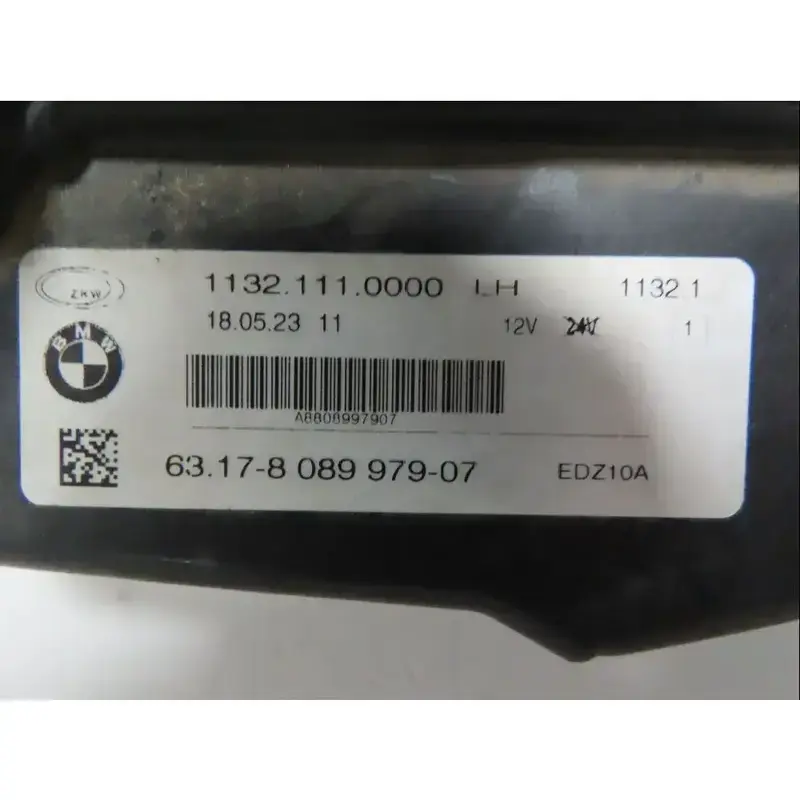 ZKW 1132.111.0000 LH 1132 1
18.05.23 11 12V 24V 1
BMW
A8808997907
63.17-8 089 979-07 EDZ10A